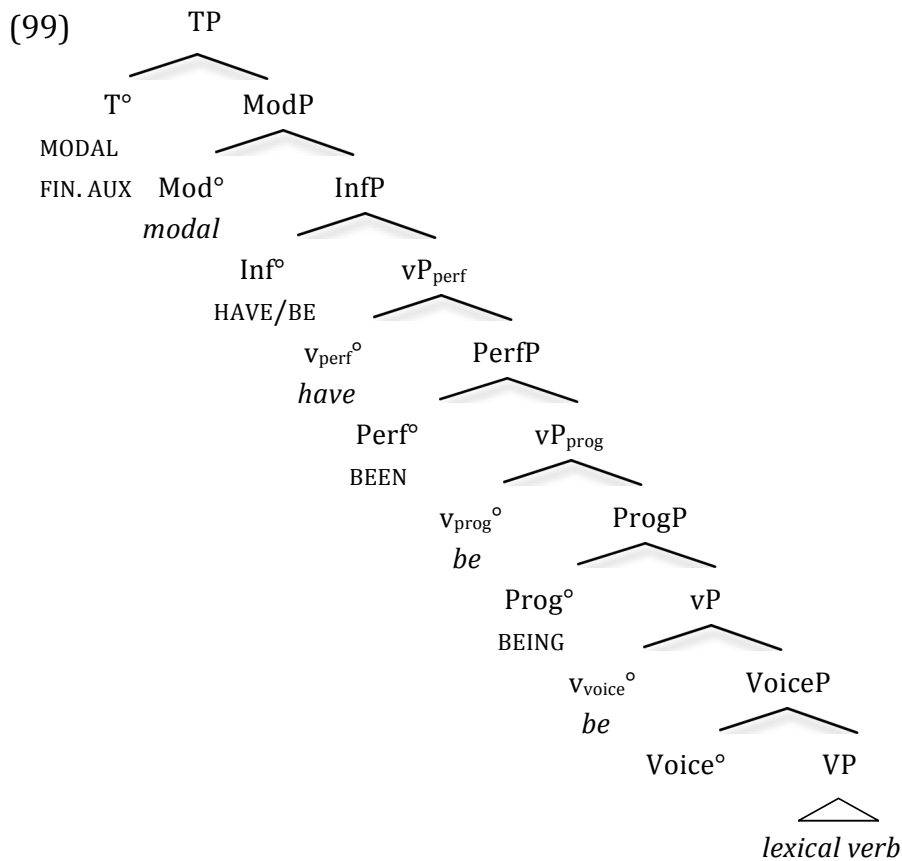 (99) TP
T° ModP
MODAL
FIN. AUX Mod° InfP
modal
Inf° vPperf
HAVE/BE
vperf° PerfP
have
Perf° vPprog
BEEN
vprog° ProgP
be
Prog° vP
BEING
vvoice° VoiceP
be
Voice° VP
lexical verb